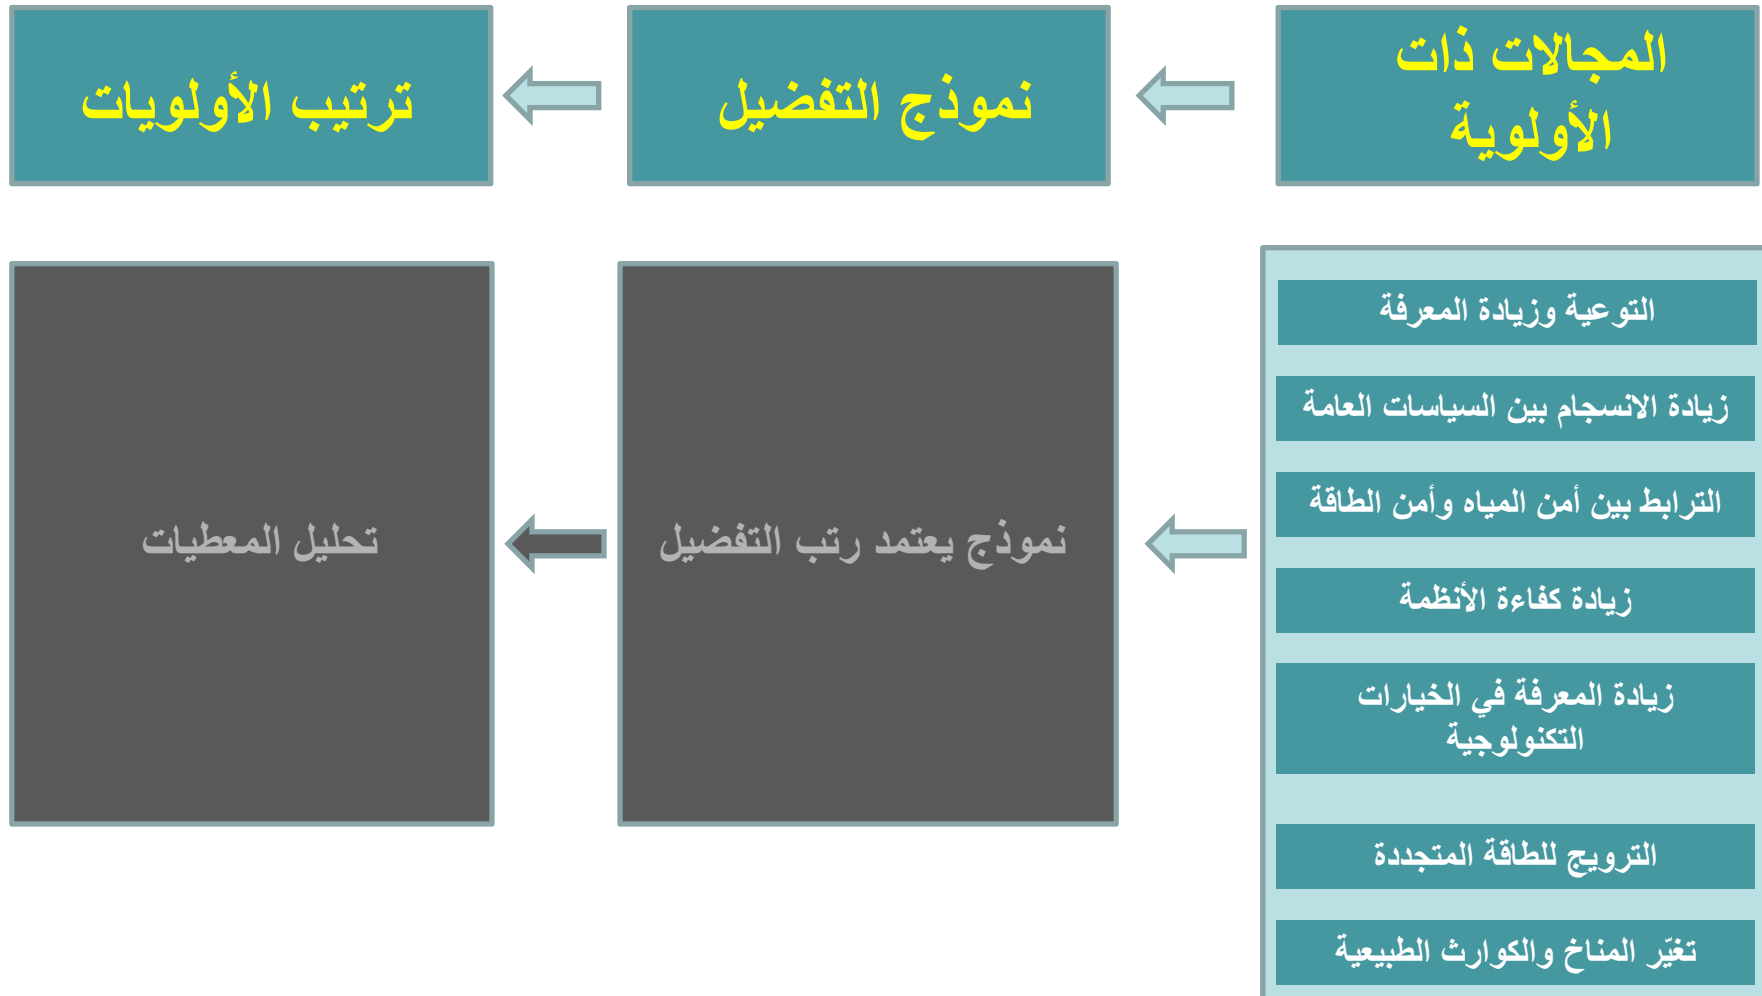 المجالات ذات
الأولوية
نموذج التفضيل
ترتيب الأولويات
التوعية وزيادة المعرفة
زيادة الانسجام بين السياسات العامة
الترابط بين أمن المياه وأمن الطاقة
زيادة كفاءة الأنظمة
زيادة المعرفة في الخيارات
التكنولوجية
الترويج للطاقة المتجددة
تغيّر المناخ والكوارث الطبيعية
نموذج يعتمد رتب التفضيل
تحليل المعطيات